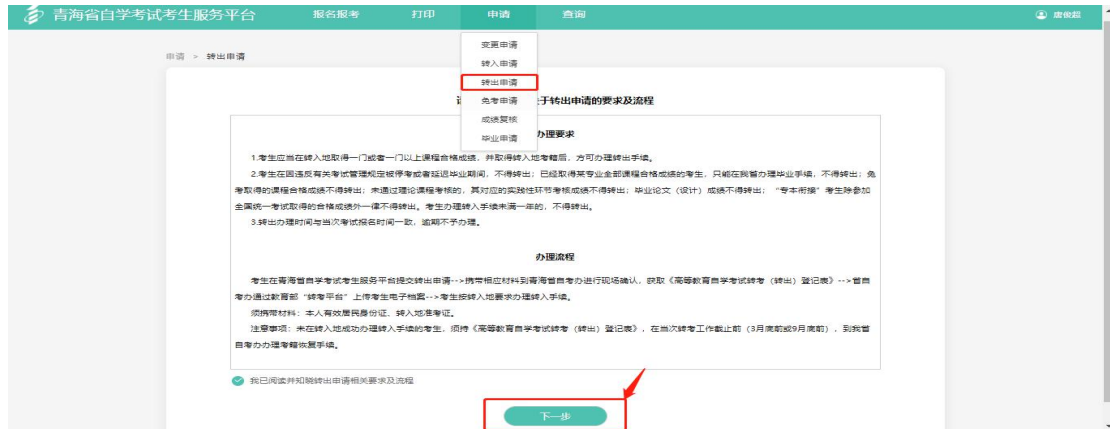 青海省自学考试考生服务平台 报名报考 打印 申请 查询 唐俊超
申请 > 转出申请
变更申请
转入申请
转出申请
免考申请
成绩复核
毕业申请
于转出申请的要求及流程
办理要求
1.考生应当在转入地取得一门或者一门以上课程合格成绩，并取得转入地考籍后，方可办理转出手续。
2.考生在因违反有关考试管理规定被停考或者延迟毕业期间，不得转出；已经取得某专业全部课程合格成绩的考生，只能在我省办理毕业手续，不得转出；免
考取得的课程合格成绩不得转出；未通过理论课程考核的，其对应的实践性环节考核成绩不得转出；毕业论文（设计）成绩不得转出；“专本衔接”考生除参加
全国统一考试取得的合格成绩外一律不得转出。考生办理转入手续未满一年的，不得转出。
3.转出办理时间与当次考试报名时间一致，逾期不予办理。
办理流程
考生在青海省自学考试考生服务平台提交转出申请-->携带相应材料到青海省自考办进行现场确认，获取《高等教育自学考试转考（转出）登记表》-->省自
考办通过教育部“转考平台”上传考生电子档案-->考生按转入地要求办理转入手续。
须携带材料：本人有效居民身份证、转入地准考证。
注意事项：未在转入地成功办理转入手续的考生，须持《高等教育自学考试转考（转出）登记表》，在当次转考工作截止前（3月底前或9月底前），到我省
自考办办理考籍恢复手续。
我已阅读并知晓转出申请相关要求及流程
下一步